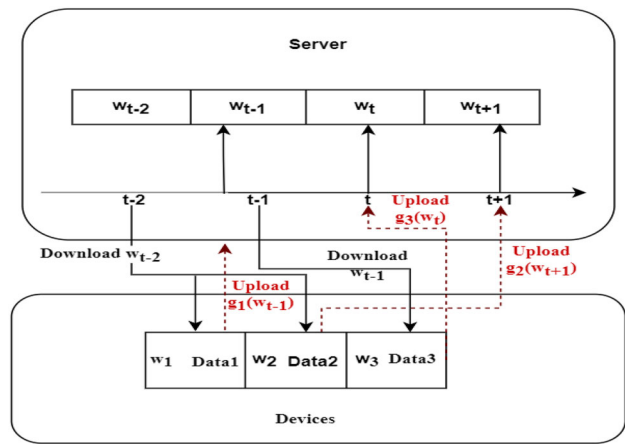 Server
wt-2 wt-1 wt wt+1
t-2 t-1 t t+1
Upload
g3(wt)
Download wt-2
Download
wt-1
Upload
g2(wt+1)
Upload
g1(wt-1)
w1 Data1 w2 Data2 w3 Data3
Devices